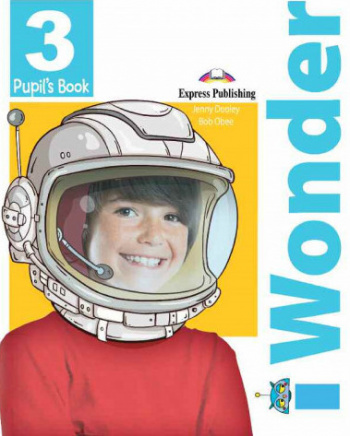 3
Pupil's Book
Express Publishing
Jenny Dooley
Bob Obee
i Wonder